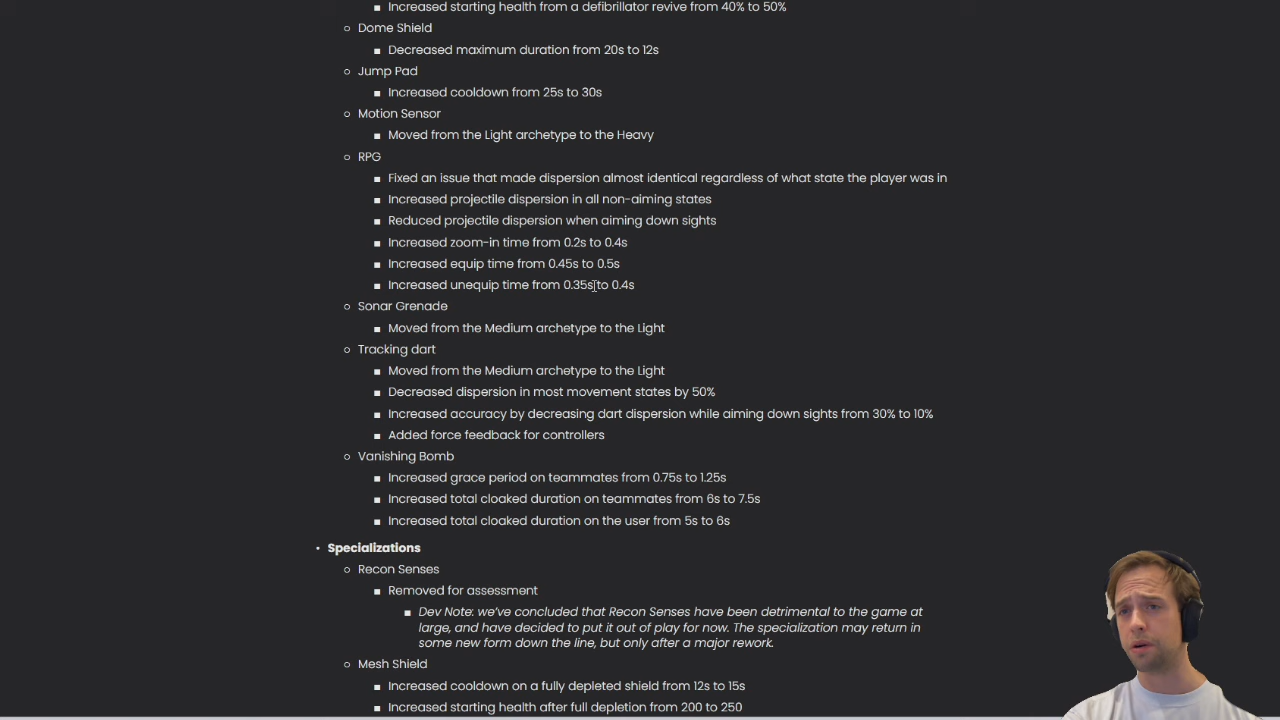 Increased starting health from a defibrillator revive from 40% to 50%
Dome Shield
Decreased maximum duration from 20s to 12s
Jump Pad
Increased cooldown from 25s to 30s
Motion Sensor
Moved from the Light archetype to the Heavy
RPG
Fixed an issue that made dispersion almost identical regardless of what state the player was in
Increased projectile dispersion in all non-aiming states
Reduced projectile dispersion when aiming down sights
Increased zoom-in time from 0.2s to 0.4s
Increased equip time from 0.45s to 0.5s
Increased unequip time from 0.35s to 0.4s
Sonar Grenade
Moved from the Medium archetype to the Light
Tracking dart
Moved from the Medium archetype to the Light
Decreased dispersion in most movement states by 50%
Increased accuracy by decreasing dart dispersion while aiming down sights from 30% to 10%
Added force feedback for controllers
Vanishing Bomb
Increased grace period on teammates from 0.75s to 1.25s
Increased total cloaked duration on teammates from 6s to 7.5s
Increased total cloaked duration on the user from 5s to 6s
Specializations
Recon Senses
Removed for assessment
Dev Note: we've concluded that Recon Senses have been detrimental to the game at
large, and have decided to put it out of play for now. The specialization may return in
some new form down the line, but only after a major rework.
Mesh Shield
Increased cooldown on a fully depleted shield from 12s to 15s
Increased starting health after full depletion from 200 to 250